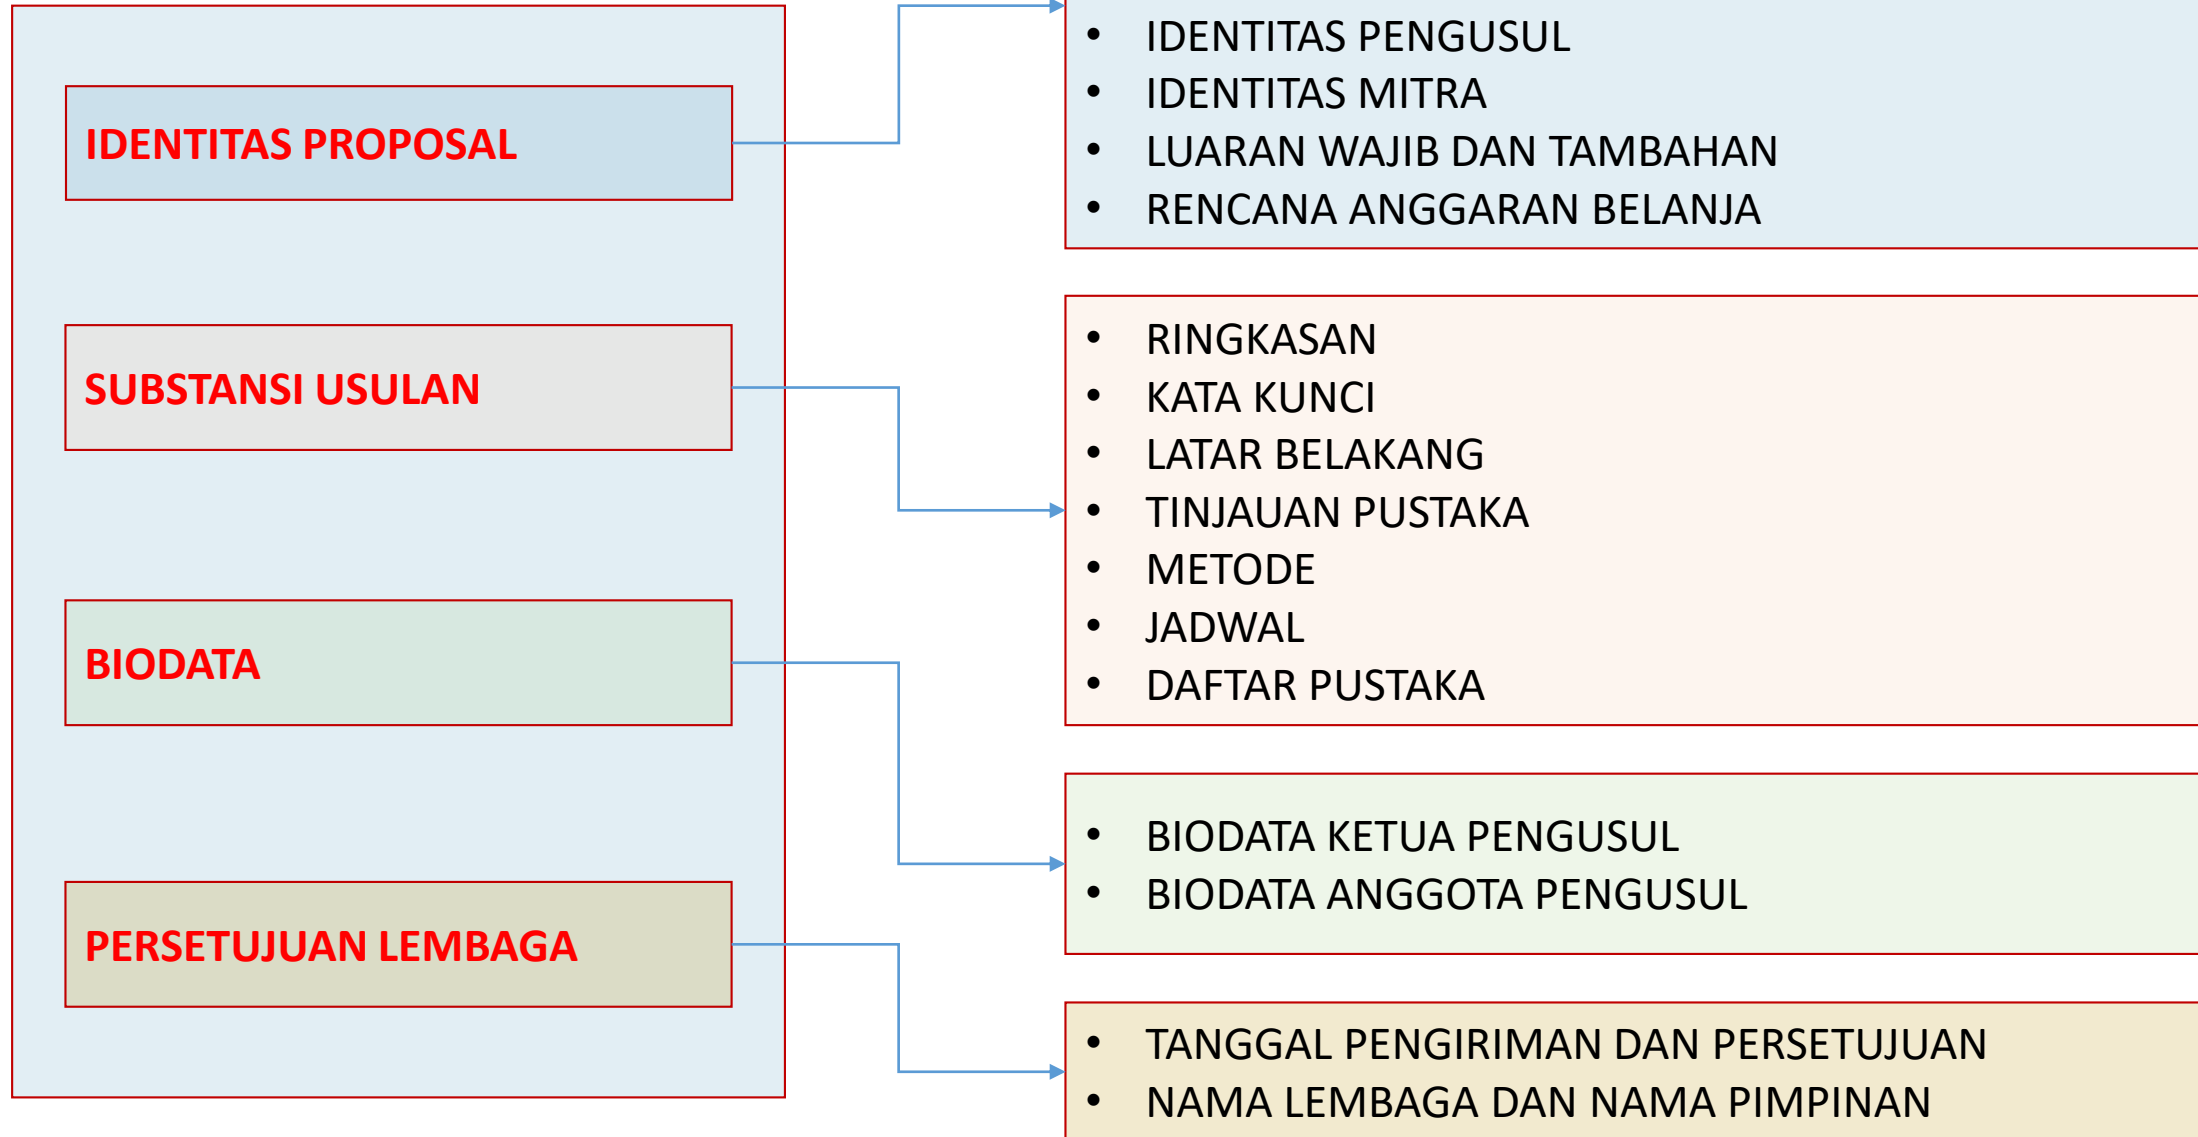 IDENTITAS PROPOSAL
• IDENTITAS PENGUSUL
• IDENTITAS MITRA
• LUARAN WAJIB DAN TAMBAHAN
• RENCANA ANGGARAN BELANJA
SUBSTANSI USULAN
• RINGKASAN
• KATA KUNCI
• LATAR BELAKANG
• TINJAUAN PUSTAKA
• METODE
• JADWAL
• DAFTAR PUSTAKA
BIODATA
• BIODATA KETUA PENGUSUL
• BIODATA ANGGOTA PENGUSUL
PERSETUJUAN LEMBAGA
• TANGGAL PENGIRIMAN DAN PERSETUJUAN
• NAMA LEMBAGA DAN NAMA PIMPINAN